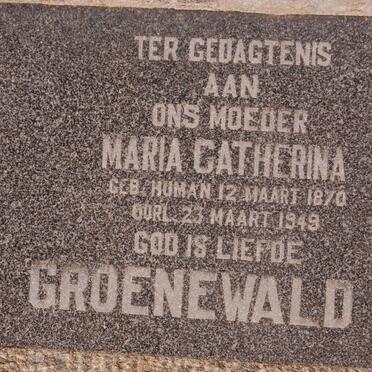 TER GEDAGTENIS
AAN
ONS MOEDER
MARIA CATHERINA
GEB. HUMAN 12 MAART 1870
OORL. 23 MAART 1949
GOD IS LIEFDE
GROENEWALD